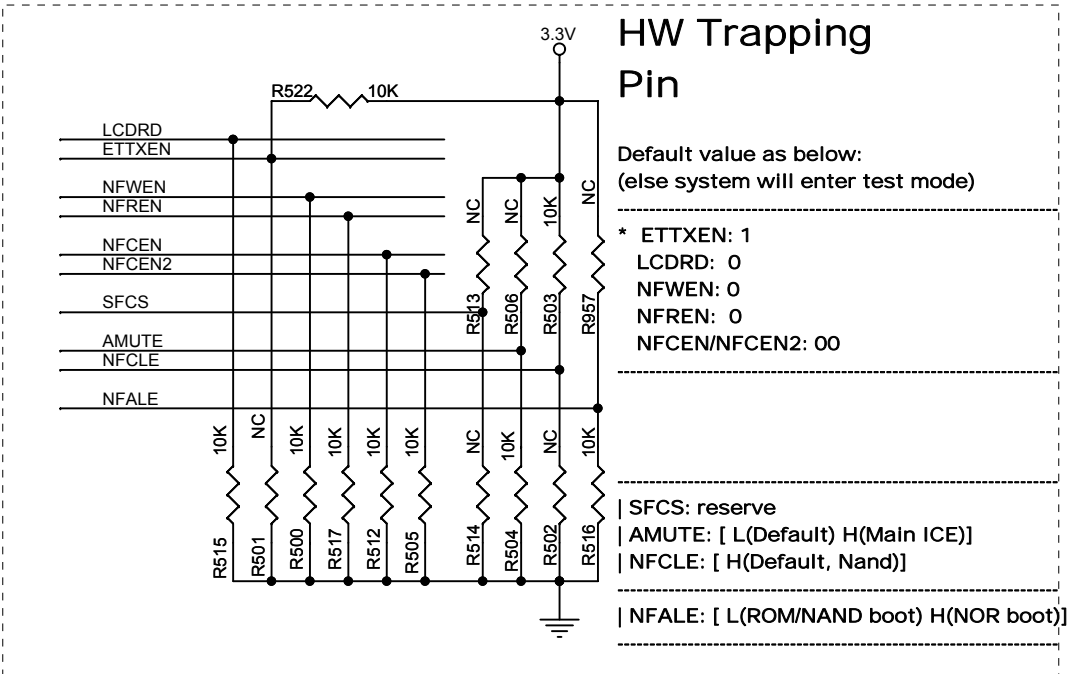 3.3V
HW Trapping
Pin
R522 10K
LCDRD
ETTXEN
Default value as below:
(else system will enter test mode)
NFWEN
NFREN
NC NC 10K NC
* ETTXEN: 1
LCDRD: 0
NFWEN: 0
NFREN: 0
NFCEN/NFCEN2: 00
NFCEN
NFCEN2
SFCS
R513 R506 R503 R957
AMUTE
NFCLE
NFALE
10K NC 10K 10K 10K 10K NC 10K NC 10K
R515 R501 R500 R517 R512 R505 R514 R504 R502 R516
| SFCS: reserve
| AMUTE: [ L(Default) H(Main ICE)]
| NFCLE: [ H(Default, Nand)]
| NFALE: [ L(ROM/NAND boot) H(NOR boot)]